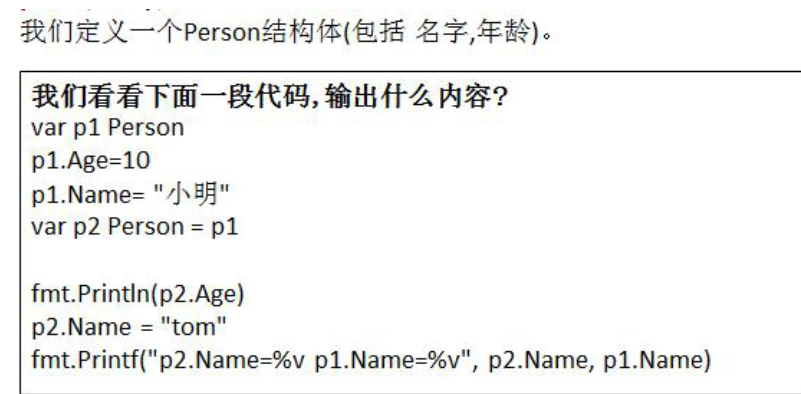 我们定义一个Person结构体(包括 名字,年龄)。
我们看看下面一段代码,输出什么内容?
var p1 Person
p1.Age=10
p1.Name= "小明"
var p2 Person = p1
fmt.Println(p2.Age)
p2.Name = "tom"
fmt.Printf("p2.Name=%v p1.Name=%v", p2.Name, p1.Name)